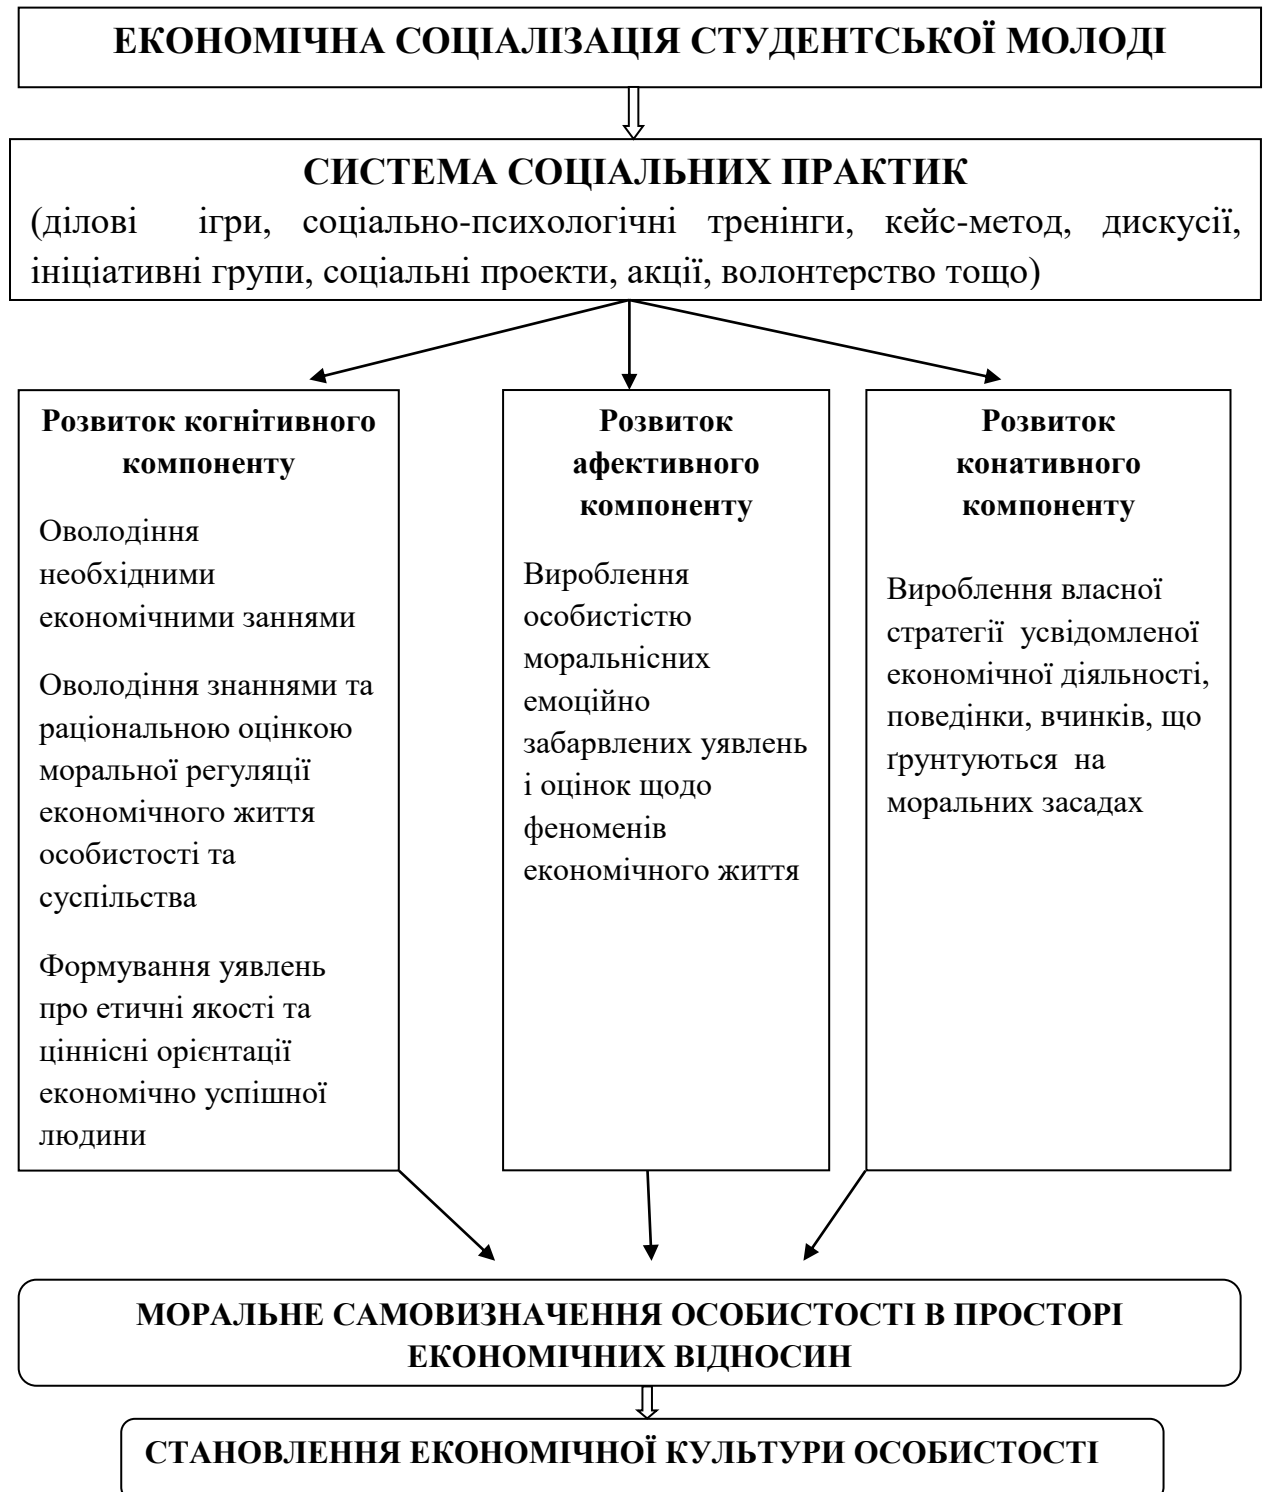 ЕКОНОМІЧНА СОЦІАЛІЗАЦІЯ СТУДЕНТСЬКОЇ МОЛОДІ
СИСТЕМА СОЦІАЛЬНИХ ПРАКТИК
(ділові ігри, соціально-психологічні тренінги, кейс-метод, дискусії,
ініціативні групи, соціальні проекти, акції, волонтерство тощо)
Розвиток когнітивного
компоненту
Оволодіння
необхідними
економічними заннями
Оволодіння знаннями та
раціональною оцінкою
моральної регуляції
економічного життя
особистості та
суспільства
Формування уявлень
про етичні якості та
ціннісні орієнтації
економічно успішної
людини
Розвиток
афективного
компоненту
Вироблення
особистістю
моральнісних
емоційно
забарвлених уявлень
і оцінок щодо
феноменів
економічного життя
Розвиток
конативного
компоненту
Вироблення власної
стратегії усвідомленої
економічної діяльності,
поведінки, вчинків, що
ґрунтуються на
моральних засадах
МОРАЛЬНЕ САМОВИЗНАЧЕННЯ ОСОБИСТОСТІ В ПРОСТОРІ
ЕКОНОМІЧНИХ ВІДНОСИН
СТАНОВЛЕННЯ ЕКОНОМІЧНОЇ КУЛЬТУРИ ОСОБИСТОСТІ